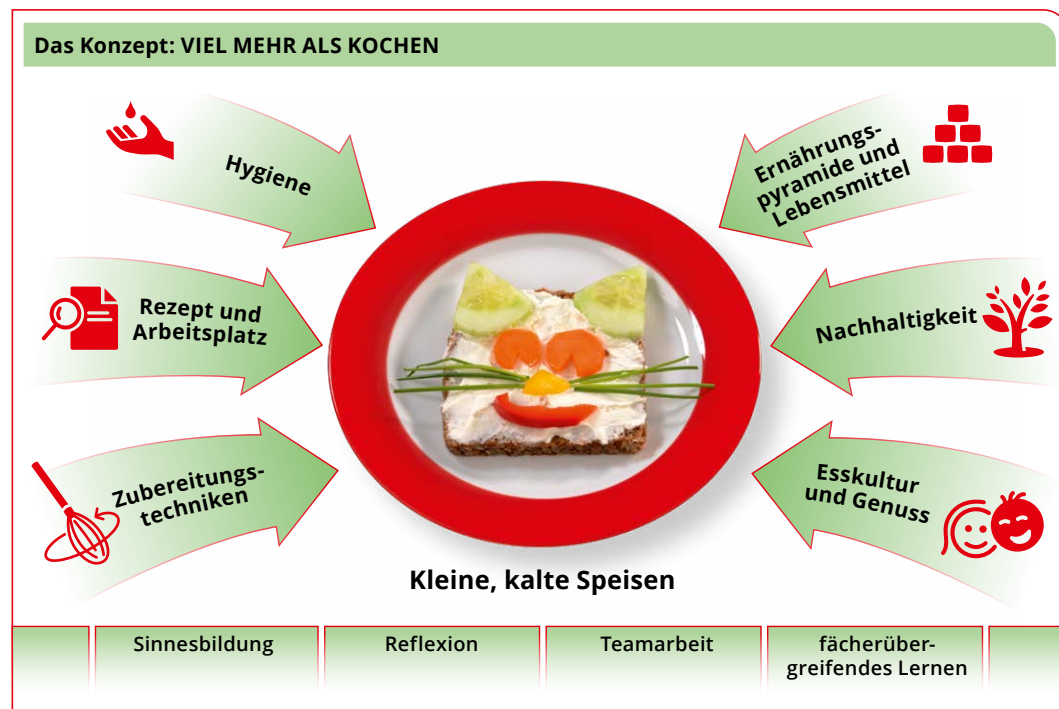 Das Konzept: VIEL MEHR ALS KOCHEN
Hygiene
Ernährungs-
pyramide und
Lebensmittel
Rezept und
Arbeitsplatz
Nachhaltigkeit
Zubereitungs-
techniken
Esskultur
und Genuss
Kleine, kalte Speisen
Sinnesbildung
Reflexion
Teamarbeit
fächerüber-
greifendes Lernen